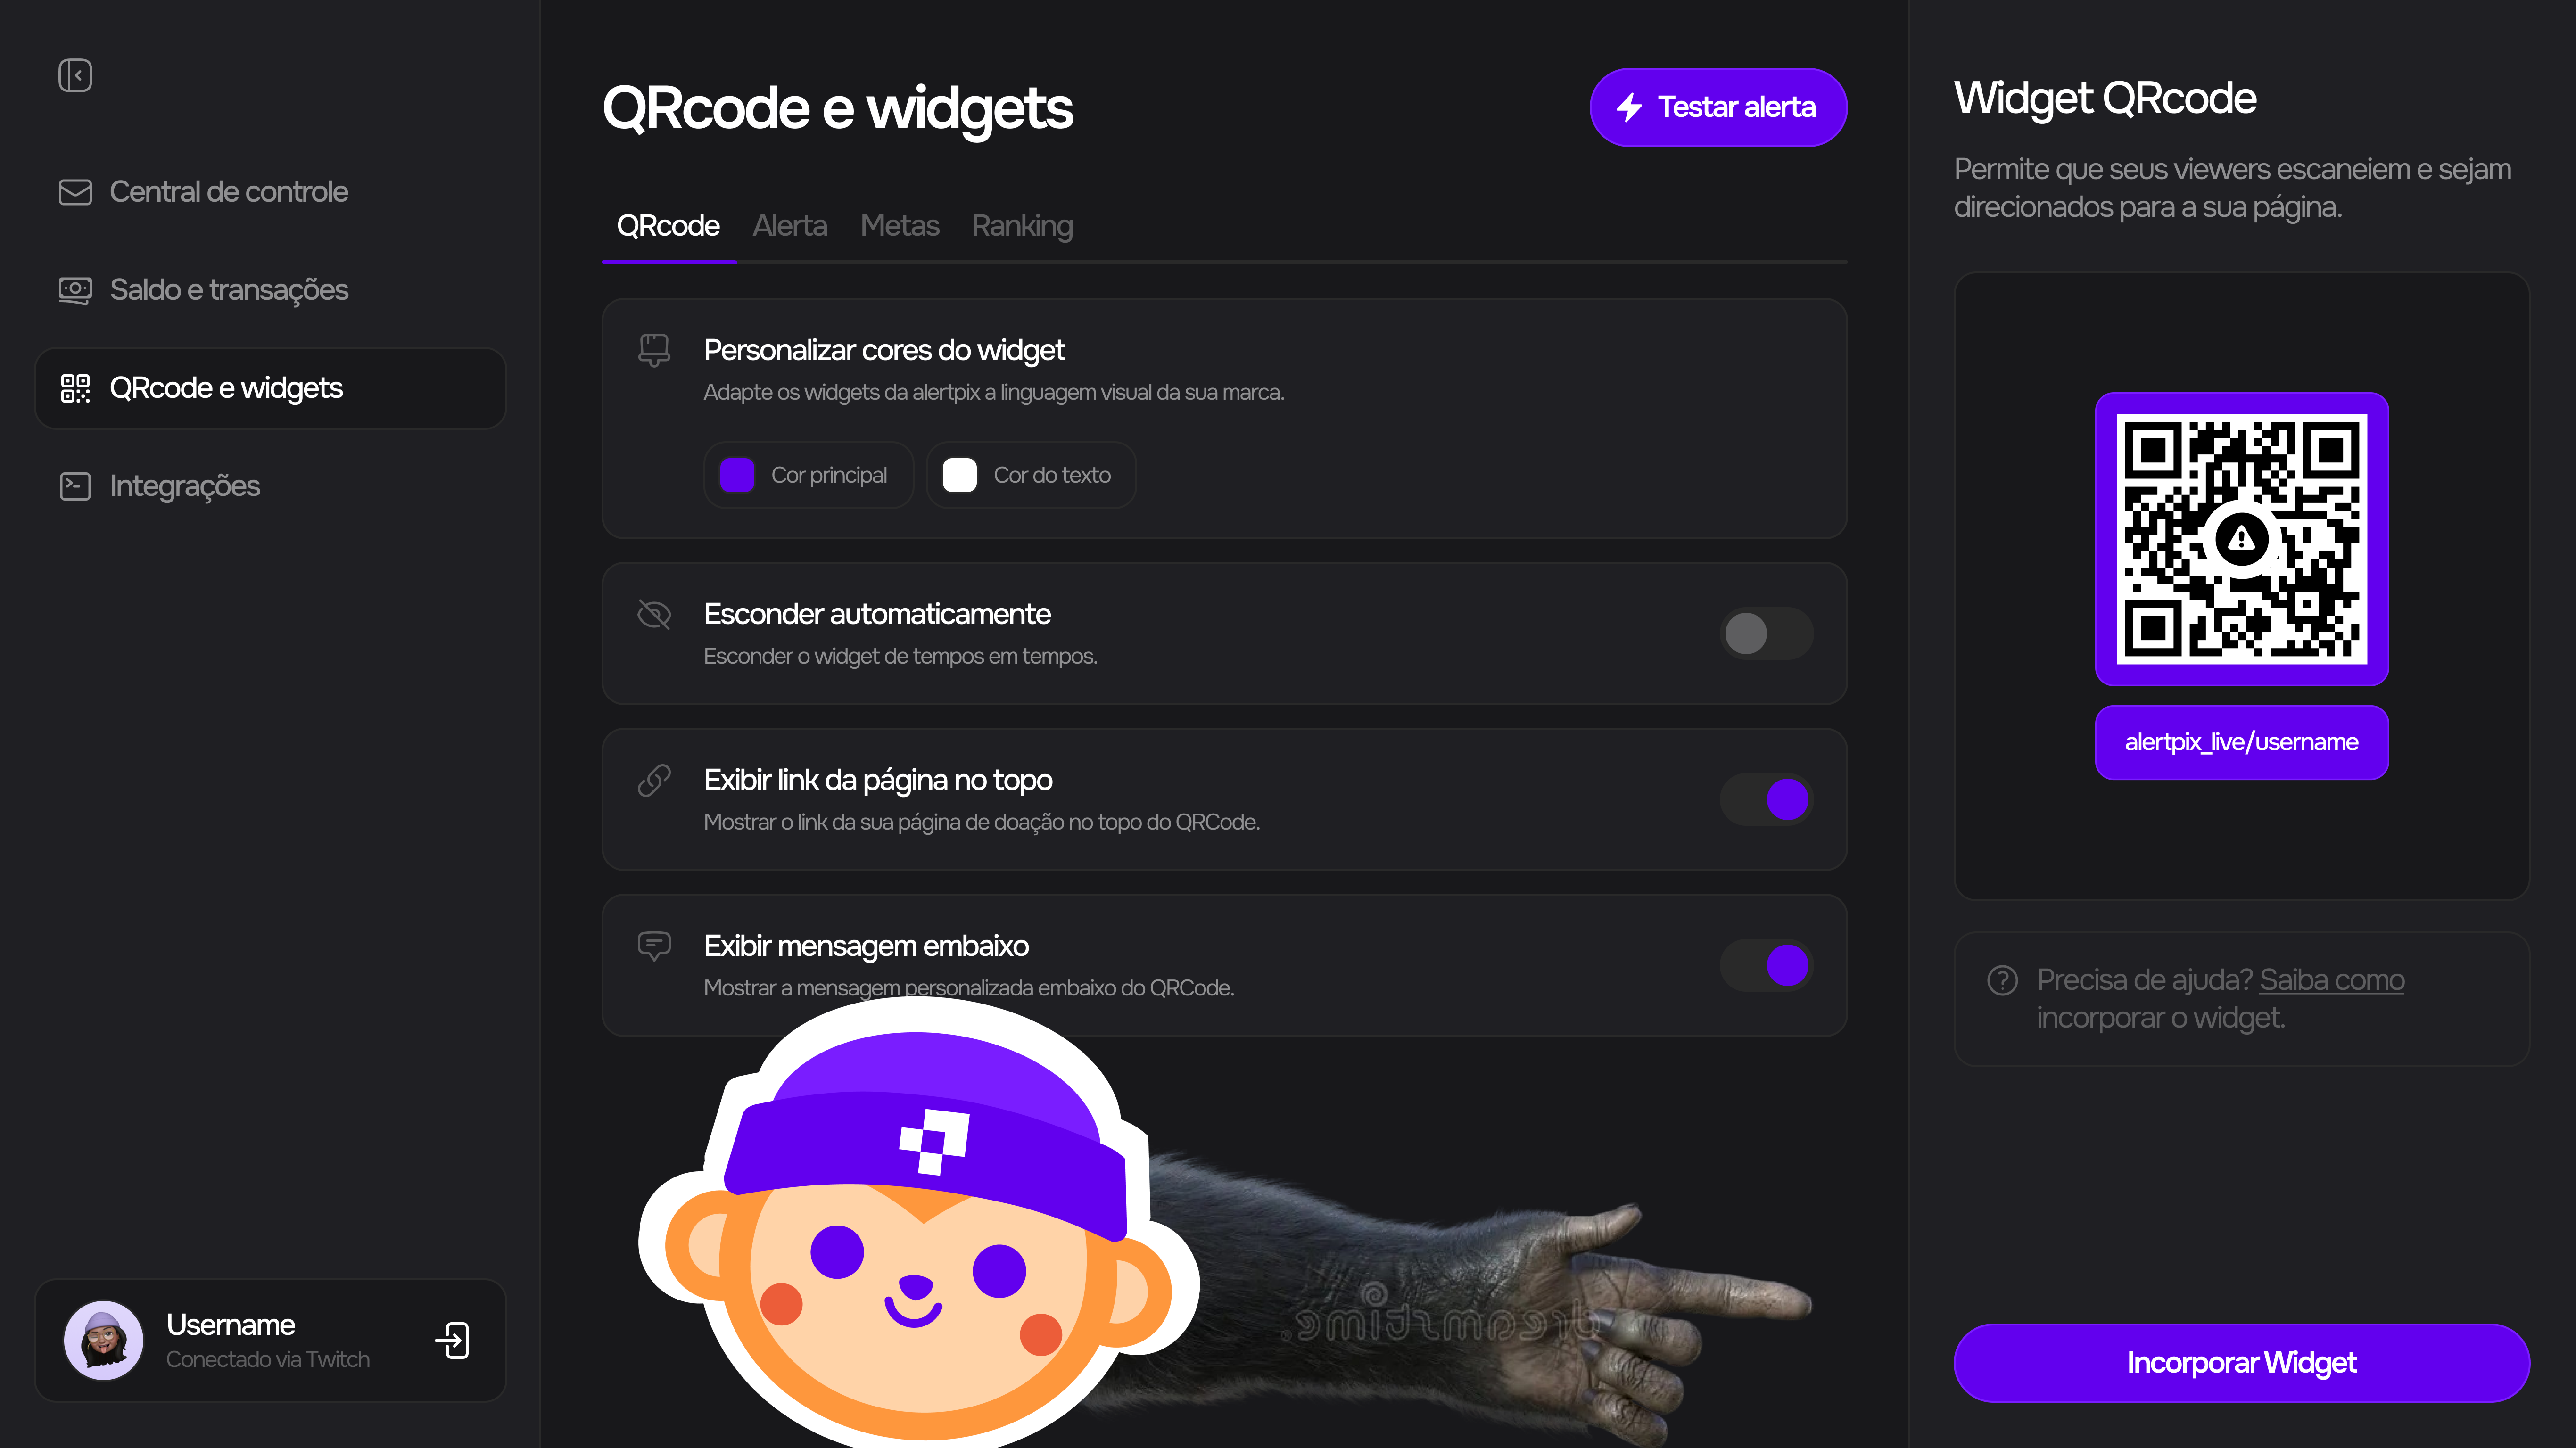 Central de controle
Saldo e transações
QRcode e widgets
Integrações
Username
Conectado via Twitch
QRcode e widgets
Testar alerta
QRcode Alerta Metas Ranking
Personalizar cores do widget
Adapte os widgets da alertpix a linguagem visual da sua marca.
Cor principal Cor do texto
Esconder automaticamente
Esconder o widget de tempos em tempos.
Exibir link da página no topo
Mostrar o link da sua página de doação no topo do QRCode.
Exibir mensagem embaixo
Mostrar a mensagem personalizada embaixo do QRCode.
dreamstime
Widget QRcode
Permite que seus viewers escaneiem e sejam
direcionados para a sua página.
alertpix_live/username
Precisa de ajuda? Saiba como
incorporar o widget.
Incorporar Widget